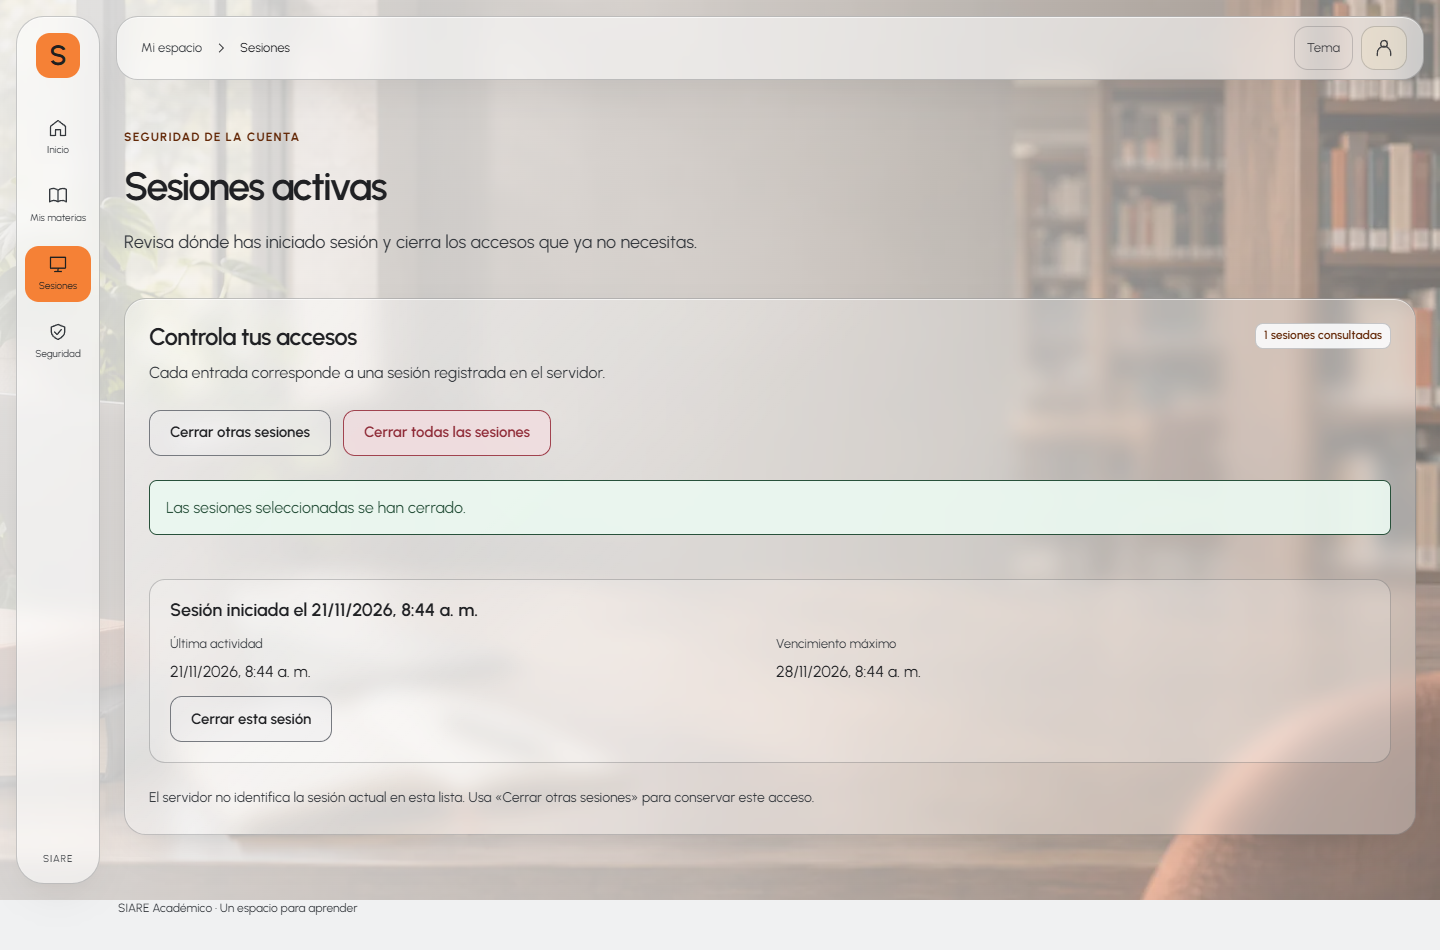 S
Inicio
Mis materias
Sesiones
Seguridad
SIARE
Mi espacio > Sesiones
Tema
SEGURIDAD DE LA CUENTA
Sesiones activas
Revisa dónde has iniciado sesión y cierra los accesos que ya no necesitas.
Controla tus accesos
1 sesiones consultadas
Cada entrada corresponde a una sesión registrada en el servidor.
Cerrar otras sesiones
Cerrar todas las sesiones
Las sesiones seleccionadas se han cerrado.
Sesión iniciada el 21/11/2026, 8:44 a. m.
Última actividad
21/11/2026, 8:44 a. m.
Vencimiento máximo
28/11/2026, 8:44 a. m.
Cerrar esta sesión
El servidor no identifica la sesión actual en esta lista. Usa «Cerrar otras sesiones» para conservar este acceso.
SIARE Académico · Un espacio para aprender